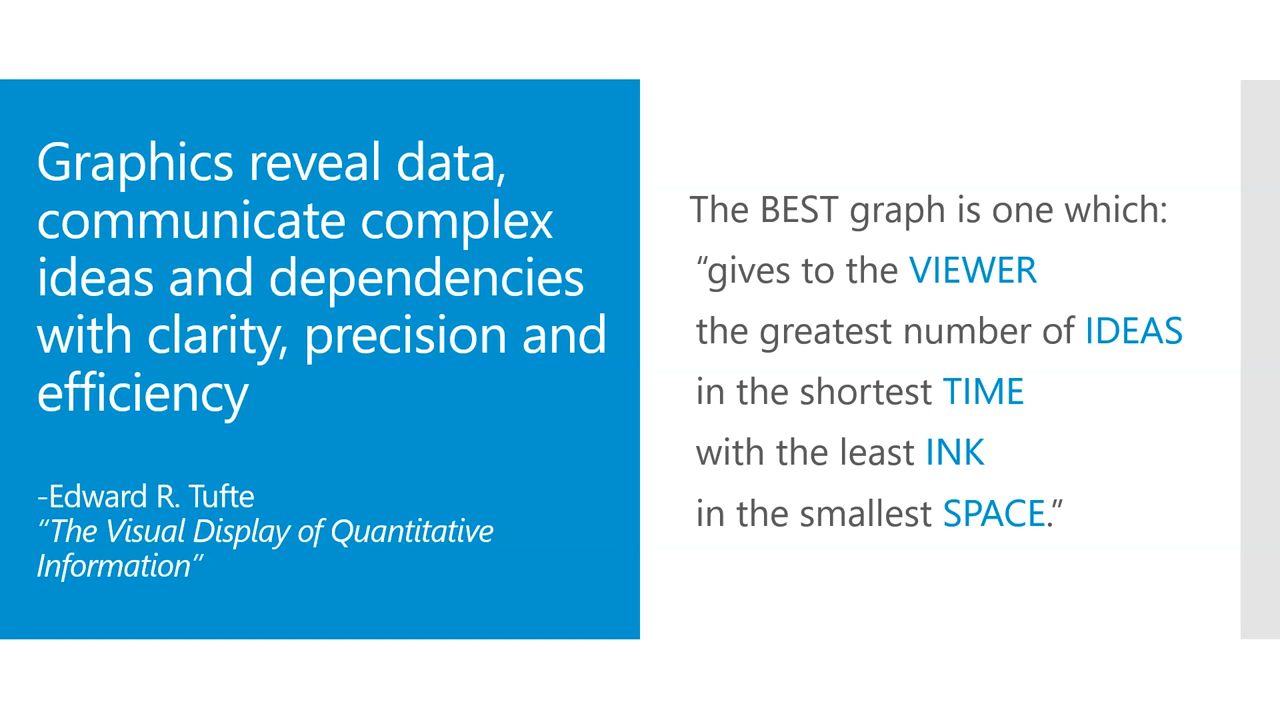 Graphics reveal data,
communicate complex
ideas and dependencies
with clarity, precision and
efficiency
-Edward R. Tufte
“The Visual Display of Quantitative
Information”
The BEST graph is one which:
“gives to the VIEWER
the greatest number of IDEAS
in the shortest TIME
with the least INK
in the smallest SPACE.”